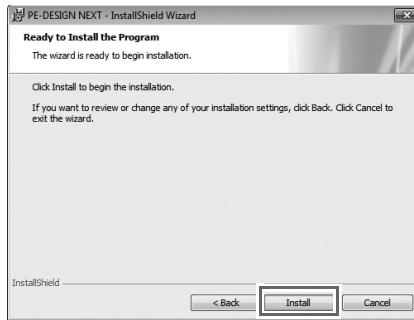 PE-DESIGN NEXT - InstallShield Wizard
Ready to Install the Program
The wizard is ready to begin installation.
Click Install to begin the installation.
If you want to review or change any of your installation settings, click Back. Click Cancel to
exit the wizard.
InstallShield
< Back Install Cancel